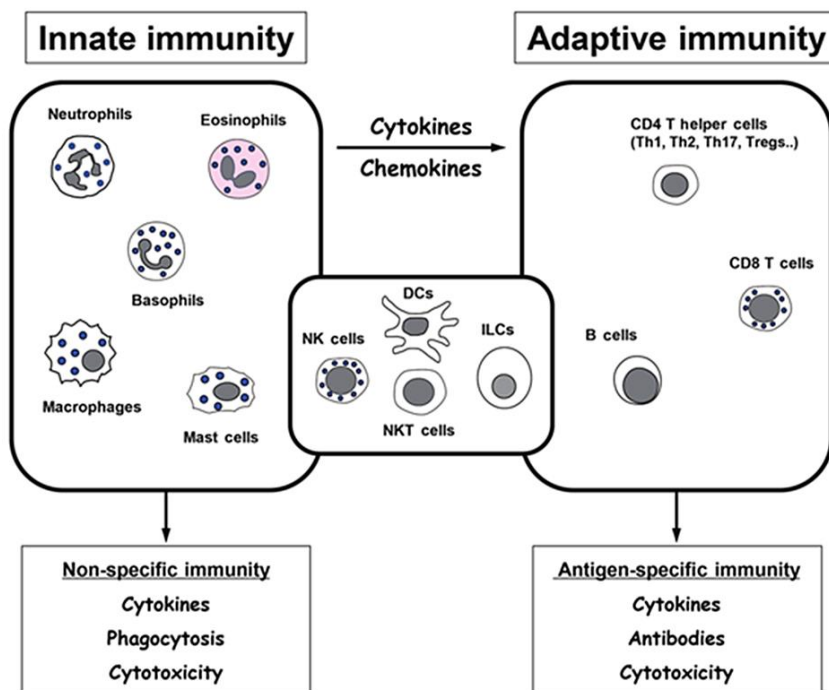 Innate immunity
Adaptive immunity
Neutrophils
Eosinophils
Basophils
Macrophages
Mast cells
Cytokines
Chemokines
DCs
NK cells
ILCs
NKT cells
CD4 T helper cells
(Th1, Th2, Th17, Tregs..)
CD8 T cells
B cells
Non-specific immunity
Cytokines
Phagocytosis
Cytotoxicity
Antigen-specific immunity
Cytokines
Antibodies
Cytotoxicity